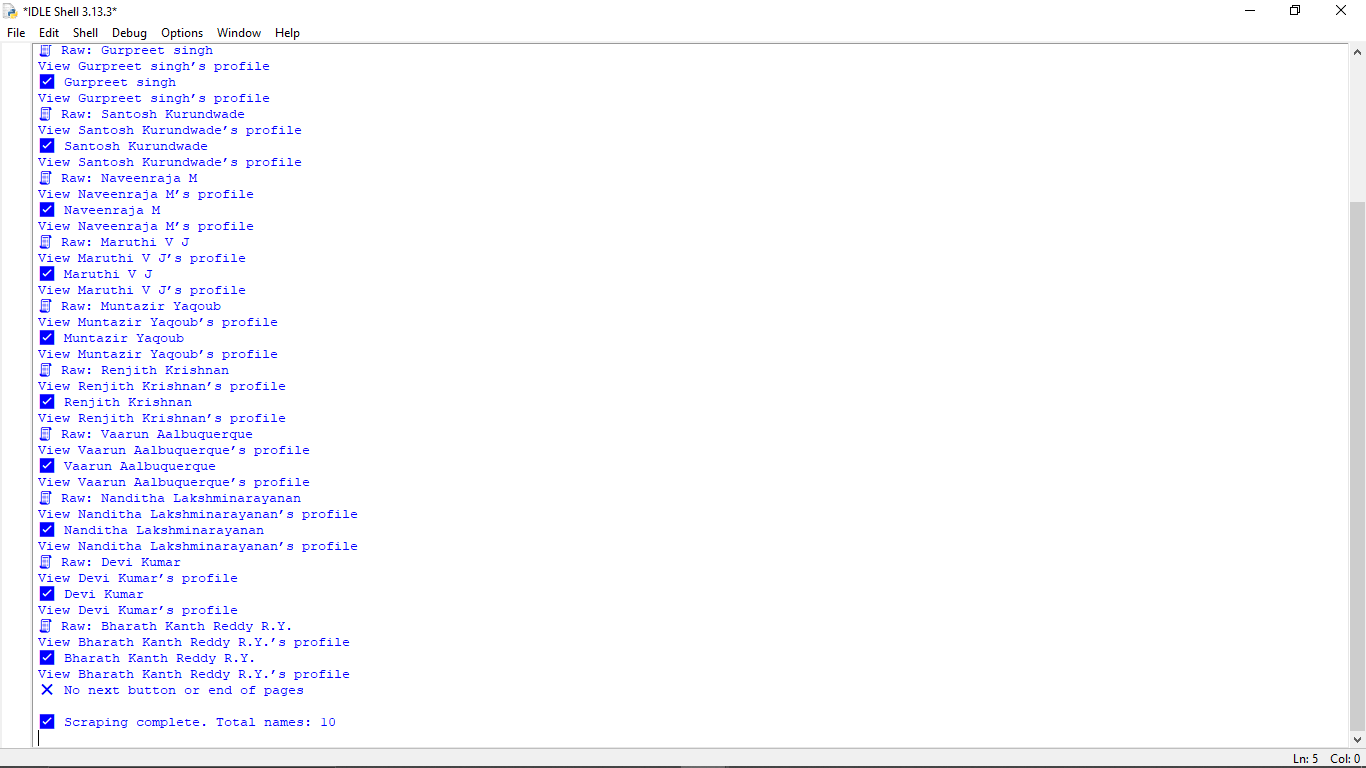 *IDLE Shell 3.13.3*
File Edit Shell Debug Options Window Help
Raw: Gurpreet singh
View Gurpreet singh’s profile
Gurpreet singh
View Gurpreet singh’s profile
Raw: Santosh Kurundwade
View Santosh Kurundwade’s profile
Santosh Kurundwade
View Santosh Kurundwade’s profile
Raw: Naveenraja M
View Naveenraja M’s profile
Naveenraja M
View Naveenraja M’s profile
Raw: Maruthi V J
View Maruthi V J’s profile
Maruthi V J
View Maruthi V J’s profile
Raw: Muntazir Yaqoub
View Muntazir Yaqoub’s profile
Muntazir Yaqoub
View Muntazir Yaqoub’s profile
Raw: Renjith Krishnan
View Renjith Krishnan’s profile
Renjith Krishnan
View Renjith Krishnan’s profile
Raw: Vaarun Aalbuquerque
View Vaarun Aalbuquerque’s profile
Vaarun Aalbuquerque
View Vaarun Aalbuquerque’s profile
Raw: Nanditha Lakshminarayanan
View Nanditha Lakshminarayanan’s profile
Nanditha Lakshminarayanan
View Nanditha Lakshminarayanan’s profile
Raw: Devi Kumar
View Devi Kumar’s profile
Devi Kumar
View Devi Kumar’s profile
Raw: Bharath Kanth Reddy R.Y.
View Bharath Kanth Reddy R.Y.’s profile
Bharath Kanth Reddy R.Y.
View Bharath Kanth Reddy R.Y.’s profile
No next button or end of pages
Scraping complete. Total names: 10
Ln: 5 Col: 0